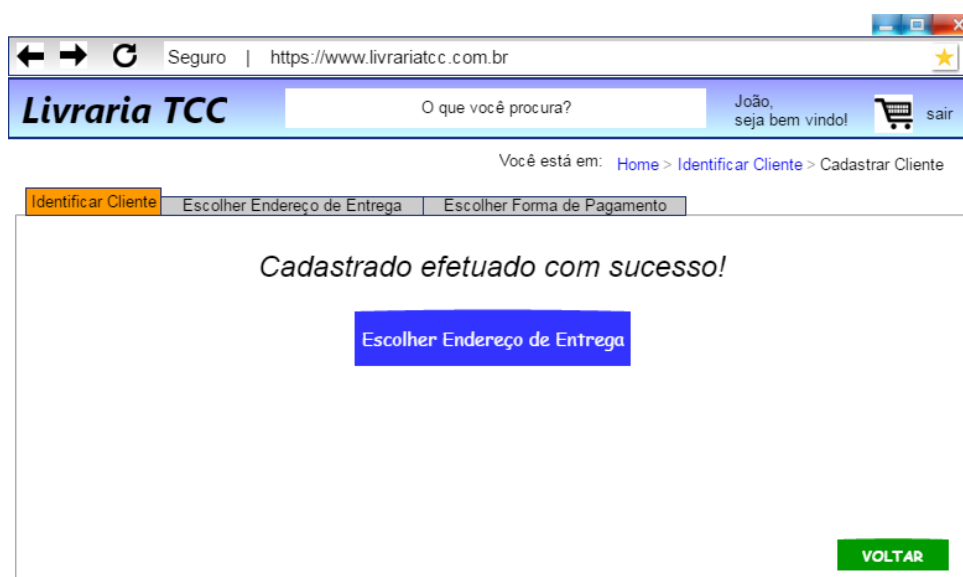 Seguro | https://www.livrariatcc.com.br
Livraria TCC
O que você procura?
João,
seja bem vindo!
sair
Você está em: Home > Identificar Cliente > Cadastrar Cliente
Identificar Cliente
Escolher Endereço de Entrega
Escolher Forma de Pagamento
Cadastrado efetuado com sucesso!
Escolher Endereço de Entrega
VOLTAR